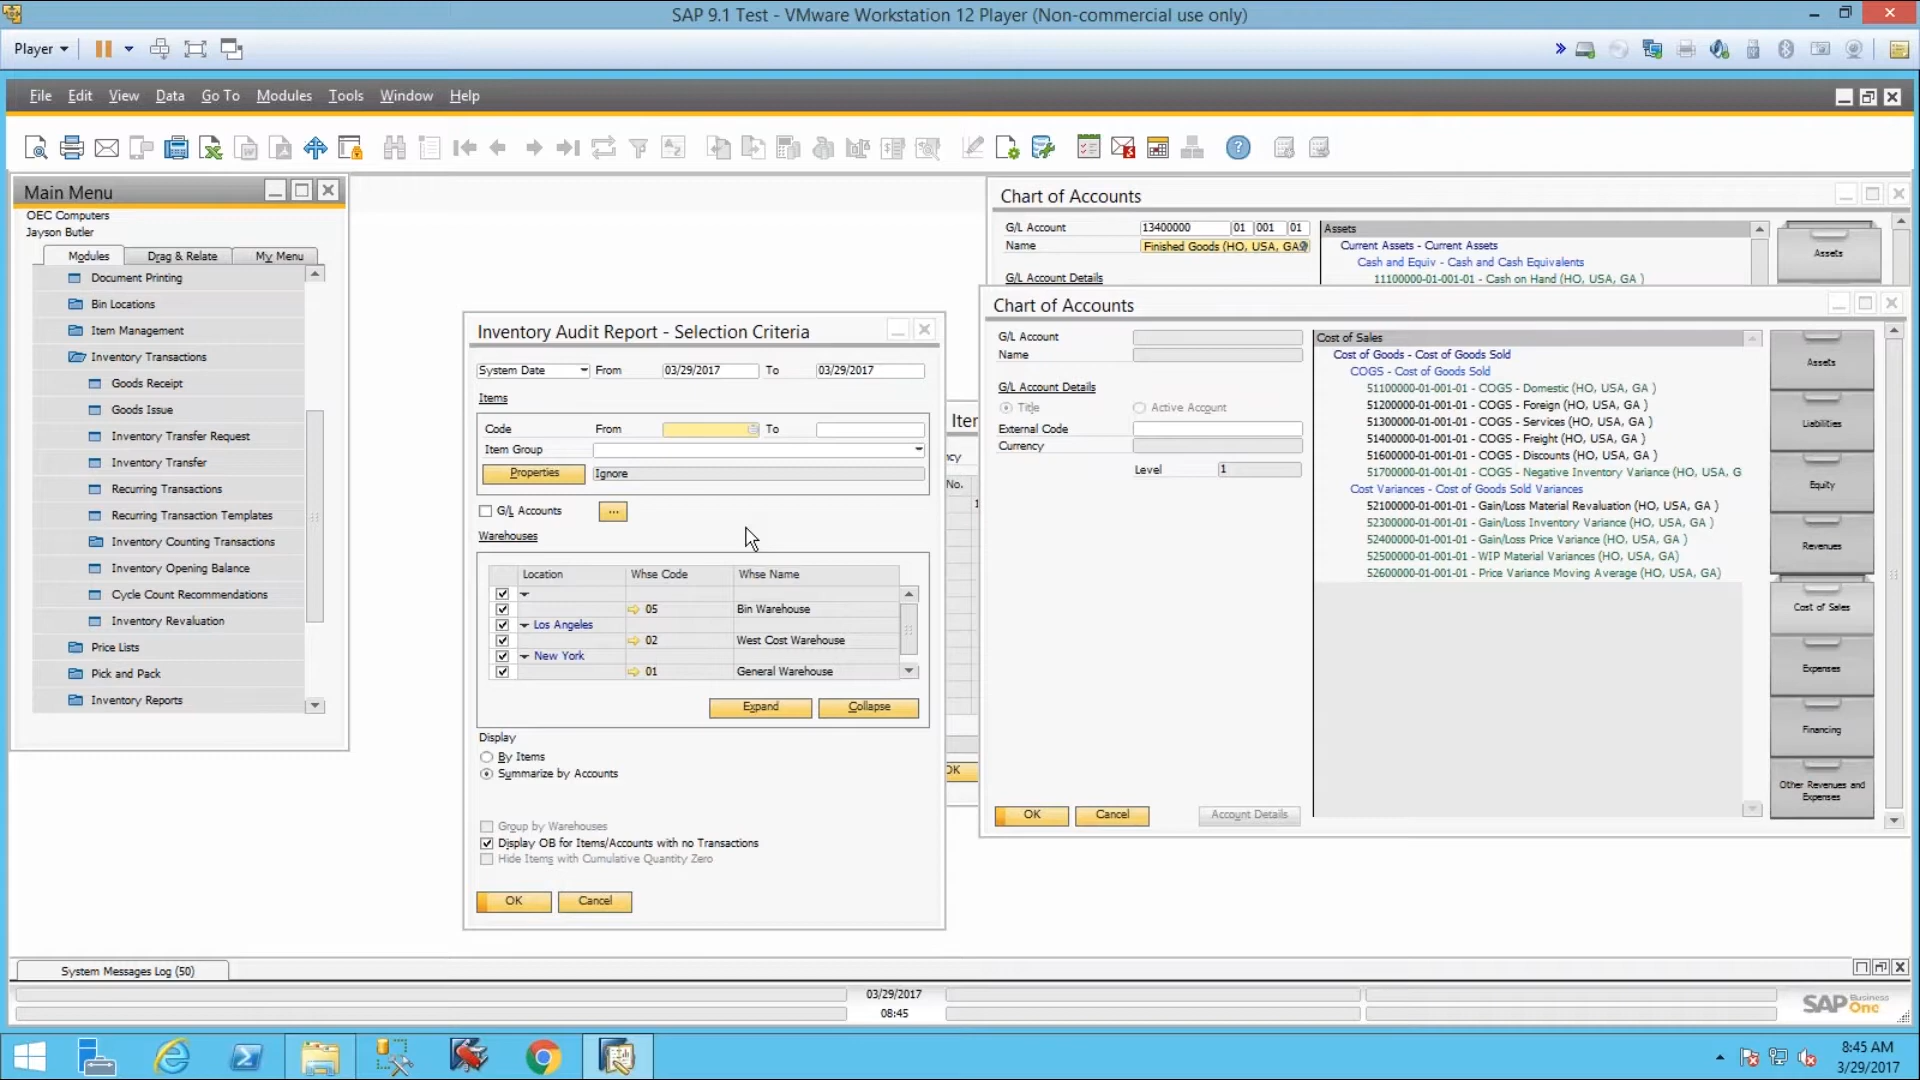 SAP 9.1 Test - VMware Workstation 12 Player (Non-commercial use only)
Player
File Edit View Data Go To Modules Tools Window Help
Main Menu
OEC Computers
Jayson Butler
Modules Drag & Relate My Menu
Document Printing
Bin Locations
Item Management
Inventory Transactions
Goods Receipt
Goods Issue
Inventory Transfer Request
Inventory Transfer
Recurring Transactions
Recurring Transaction Templates
Inventory Counting Transactions
Inventory Opening Balance
Cycle Count Recommendations
Inventory Revaluation
Price Lists
Pick and Pack
Inventory Reports
Inventory Audit Report - Selection Criteria
System Date From 03/29/2017 To 03/29/2017
Items
Code From To
Item Group
Properties Ignore
G/L Accounts ...
Warehouses
Location Whse Code Whse Name
05 Bin Warehouse
Los Angeles
02 West Cost Warehouse
New York
01 General Warehouse
Expand Collapse
Display
By Items
Summarize by Accounts
Group by Warehouses
Display OB for Items/Accounts with no Transactions
Hide Items with Cumulative Quantity Zero
OK Cancel
Iten
ncy
No.
1
OK
Chart of Accounts
G/L Account 13400000 01 001 01
Name Finished Goods (HO, USA, GA
G/L Account Details
Assets
Current Assets - Current Assets
Cash and Equiv - Cash and Cash Equivalents
11100000-01-001-01 - Cash on Hand (HO, USA, GA )
Assets
Chart of Accounts
G/L Account
Name
G/L Account Details
Title Active Account
External Code
Currency
Level 1
OK Cancel Account Details
Cost of Sales
Cost of Goods - Cost of Goods Sold
COGS - Cost of Goods Sold
51100000-01-001-01 - COGS - Domestic (HO, USA, GA )
51200000-01-001-01 - COGS - Foreign (HO, USA, GA )
51300000-01-001-01 - COGS - Services (HO, USA, GA )
51400000-01-001-01 - COGS - Freight (HO, USA, GA )
51600000-01-001-01 - COGS - Discounts (HO, USA, GA )
51700000-01-001-01 - COGS - Negative Inventory Variance (HO, USA, G
Cost Variances - Cost of Goods Sold Variances
52100000-01-001-01 - Gain/Loss Material Revaluation (HO, USA, GA )
52300000-01-001-01 - Gain/Loss Inventory Variance (HO, USA, GA )
52400000-01-001-01 - Gain/Loss Price Variance (HO, USA, GA )
52500000-01-001-01 - WIP Material Variances (HO, USA, GA)
52600000-01-001-01 - Price Variance Moving Average (HO, USA, GA)
Assets
Liabilities
Equity
Revenues
Cost of Sales
Expenses
Financing
Other Revenues and
Expenses
System Messages Log (50)
03/29/2017
08:45
SAP Business One
8:45 AM
3/29/2017